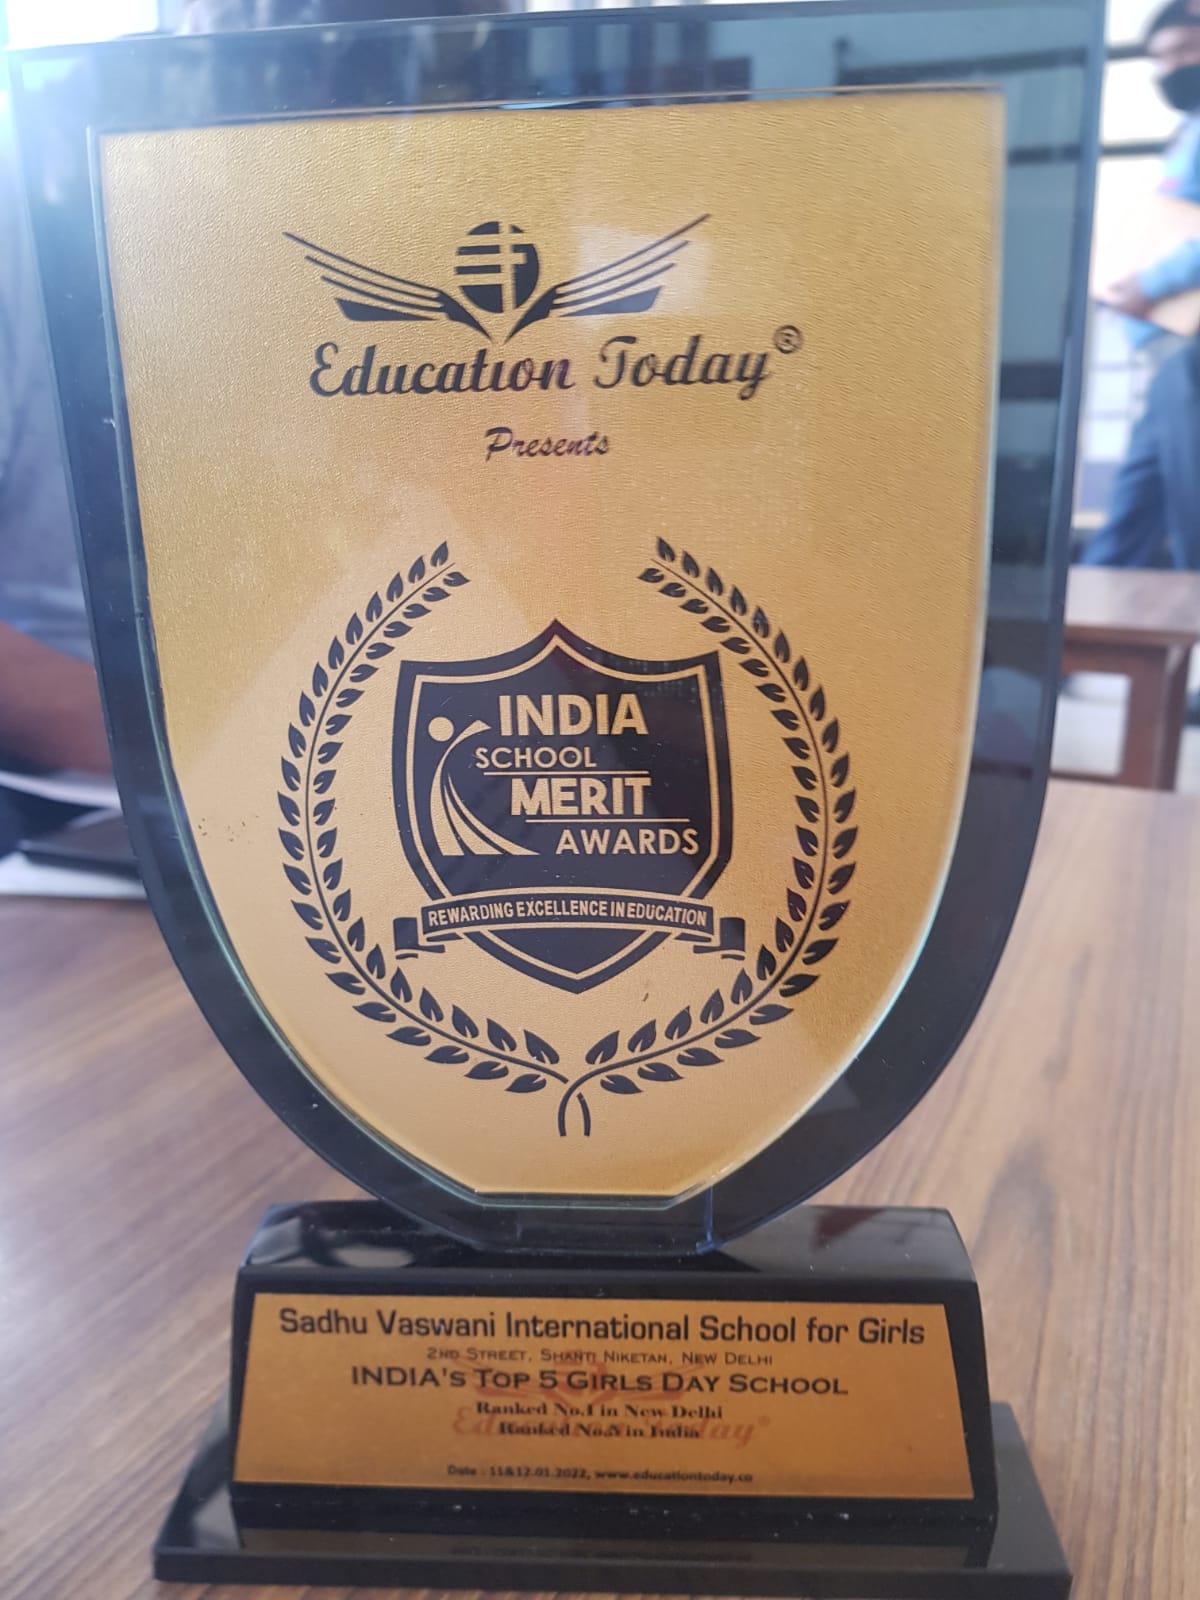 Education Today®
Presents
INDIA
SCHOOL
MERIT
AWARDS
REWARDING EXCELLENCE IN EDUCATION
Sadhu Vaswani International School for Girls
2ND STREET, SHANTI NIKETAN, NEW DELHI
INDIA'S TOP 5 GIRLS DAY SCHOOL
Ranked No.1 in New Delhi
Ranked No.5 in India
Date : 11&12.01.2022, www.educationtoday.co